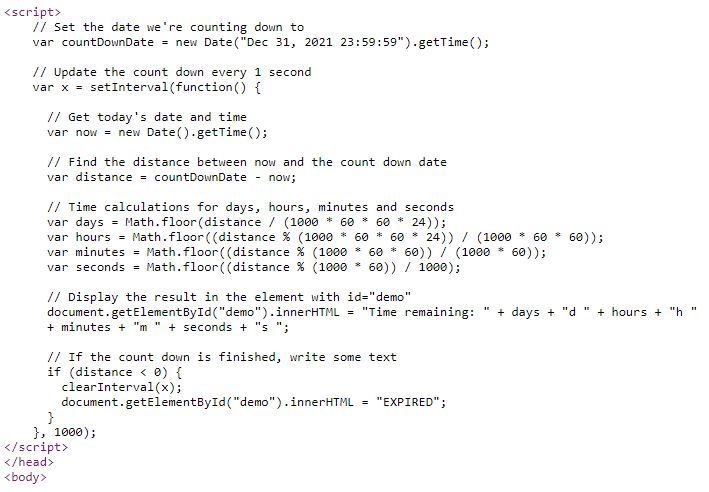 <script>
// Set the date we're counting down to
var countDownDate = new Date("Dec 31, 2021 23:59:59").getTime();
// Update the count down every 1 second
var x = setInterval(function() {
// Get today's date and time
var now = new Date().getTime();
// Find the distance between now and the count down date
var distance = countDownDate - now;
// Time calculations for days, hours, minutes and seconds
var days = Math.floor(distance / (1000 * 60 * 60 * 24));
var hours = Math.floor((distance % (1000 * 60 * 60 * 24)) / (1000 * 60 * 60));
var minutes = Math.floor((distance % (1000 * 60 * 60)) / (1000 * 60));
var seconds = Math.floor((distance % (1000 * 60)) / 1000);
// Display the result in the element with id="demo"
document.getElementById("demo").innerHTML = "Time remaining: " + days + "d " + hours + "h "
+ minutes + "m " + seconds + "s ";
// If the count down is finished, write some text
if (distance < 0) {
clearInterval(x);
document.getElementById("demo").innerHTML = "EXPIRED";
}
}, 1000);
</script>
</head>
<body>